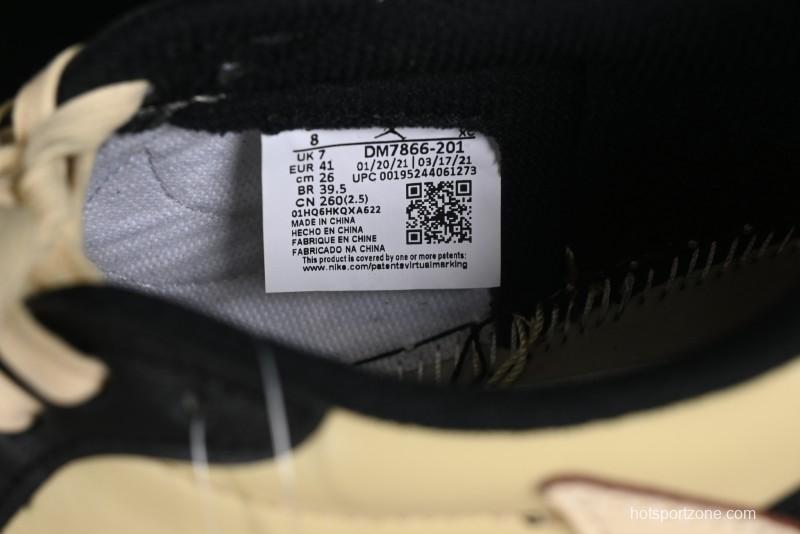 8 XC
UK 7 DM7866-201
EUR 41 01/20/21 | 03/17/21
cm 26 UPC 00195244061273
BR 39.5
CN 260(2.5)
01HQ6HKQXA622
MADE IN CHINA
HECHO EN CHINA
FABRIQUE EN CHINE
FABRICADO NA CHINA
This product is covered by one or more patents:
www.nike.com/patentsvirtualmarking
hotsportzone.com